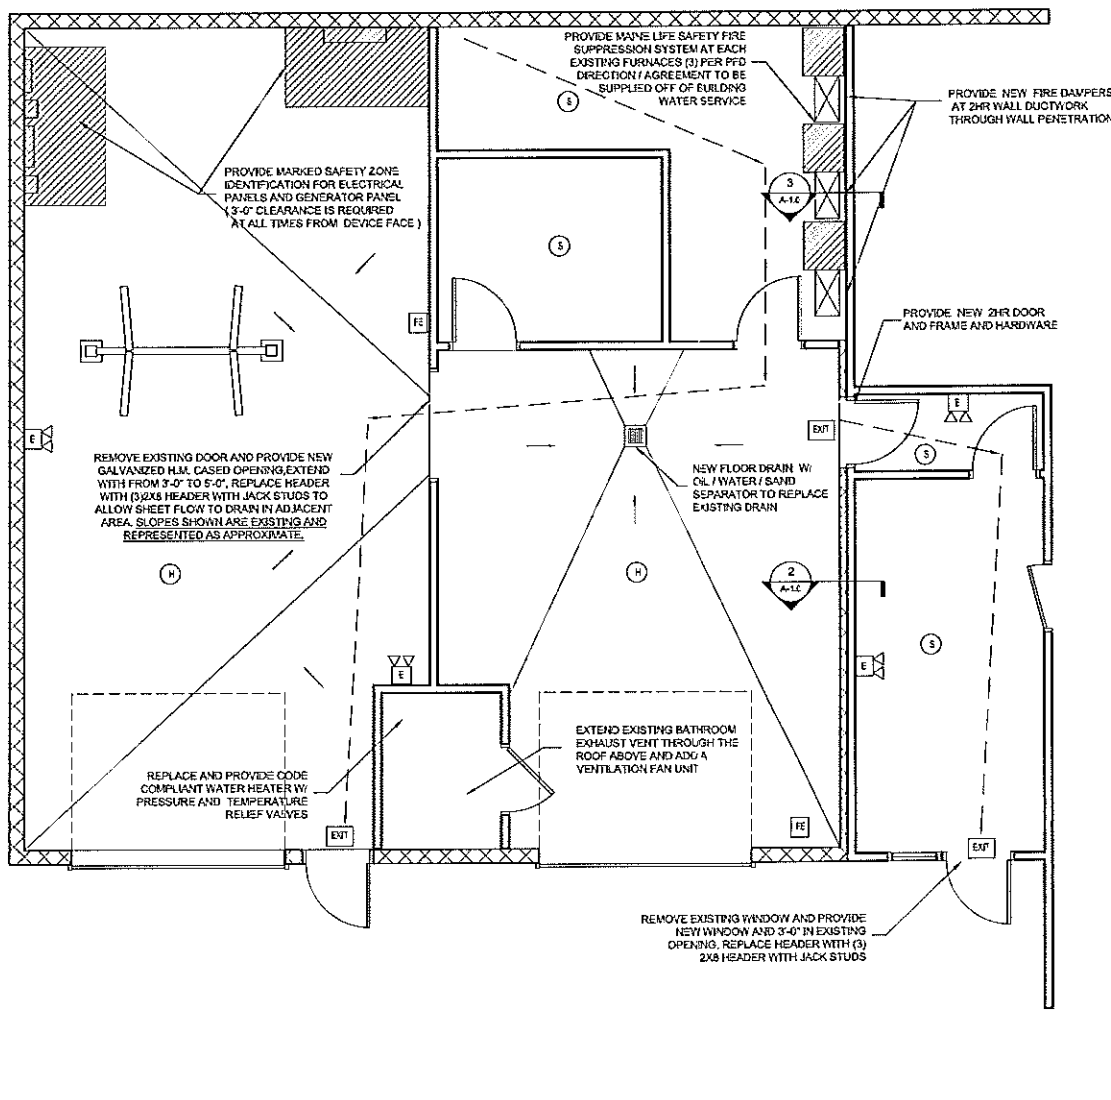 PROVIDE MAINE LIFE SAFETY FIRE
SUPPRESSION SYSTEM AT EACH
EXISTING FURNACES (3) PER PFD
DIRECTION / AGREEMENT TO BE
SUPPLIED OFF OF BUILDING
WATER SERVICE
S
PROVIDE NEW FIRE DAMPERS
AT 2HR WALL DUCTWORK
THROUGH WALL PENETRATION
PROVIDE MARKED SAFETY ZONE
IDENTIFICATION FOR ELECTRICAL
PANELS AND GENERATOR PANEL
( 3'-0" CLEARANCE IS REQUIRED
AT ALL TIMES FROM DEVICE FACE )
3
A-1.0
S
FE
PROVIDE NEW 2HR DOOR
AND FRAME AND HARDWARE
E
E
EXIT
S
REMOVE EXISTING DOOR AND PROVIDE NEW
GALVANIZED H.M. CASED OPENING,EXTEND
WITH FROM 3'-0" TO 5'-0", REPLACE HEADER
WITH (3)2X8 HEADER WITH JACK STUDS TO
ALLOW SHEET FLOW TO DRAIN IN ADJACENT
AREA. SLOPES SHOWN ARE EXISTING AND
REPRESENTED AS APPROXIMATE.
NEW FLOOR DRAIN W/
OIL / WATER / SAND
SEPARATOR TO REPLACE
EXISTING DRAIN
H
H
2
A-1.0
S
E
E
EXTEND EXISTING BATHROOM
EXHAUST VENT THROUGH THE
ROOF ABOVE AND ADD A
VENTILATION FAN UNIT
REPLACE AND PROVIDE CODE
COMPLIANT WATER HEATER W/
PRESSURE AND TEMPERATURE
RELIEF VALVES
EXIT
FE
EXIT
REMOVE EXISTING WINDOW AND PROVIDE
NEW WINDOW AND 3'-0" IN EXISTING
OPENING, REPLACE HEADER WITH (3)
2X8 HEADER WITH JACK STUDS